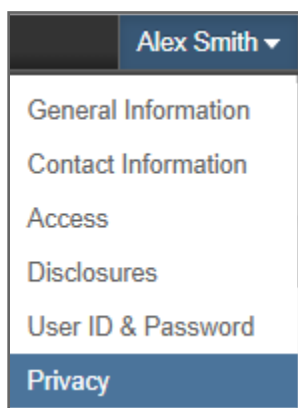 Alex Smith ▾
General Information
Contact Information
Access
Disclosures
User ID & Password
Privacy